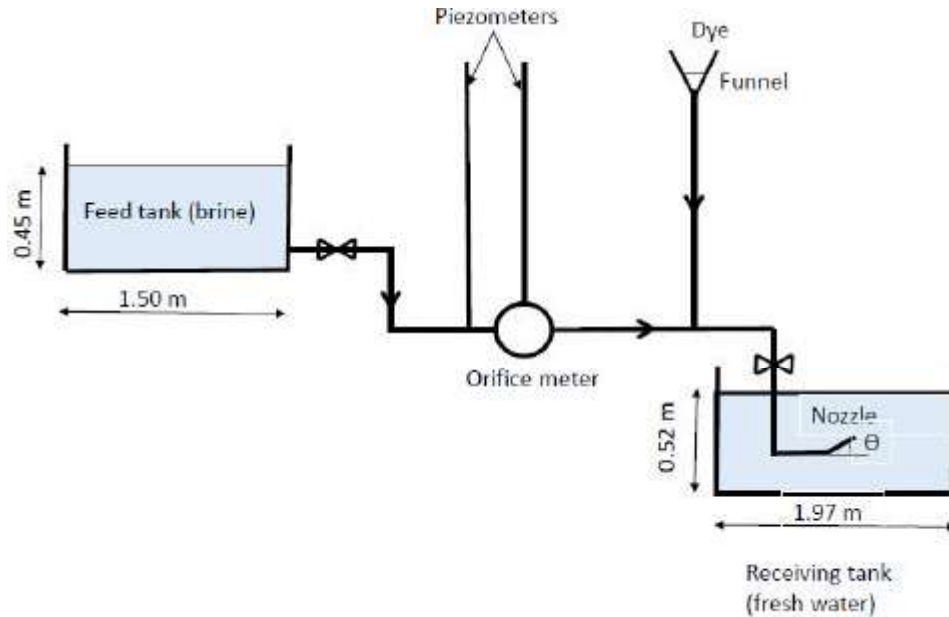 Piezometers
Dye
Funnel
Feed tank (brine)
0.45 m
1.50 m
Orifice meter
Nozzle
θ
0.52 m
1.97 m
Receiving tank
(fresh water)